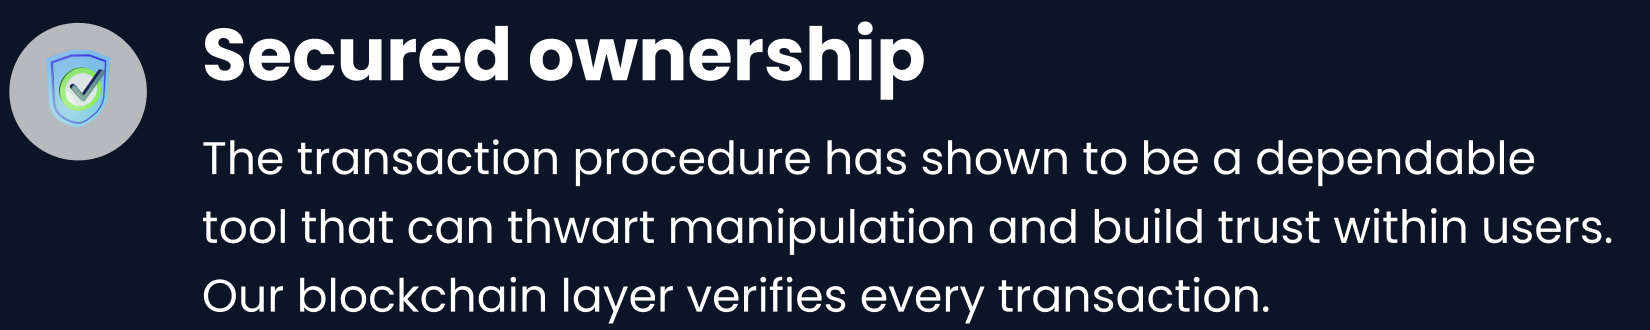 Secured ownership
The transaction procedure has shown to be a dependable
tool that can thwart manipulation and build trust within users.
Our blockchain layer verifies every transaction.